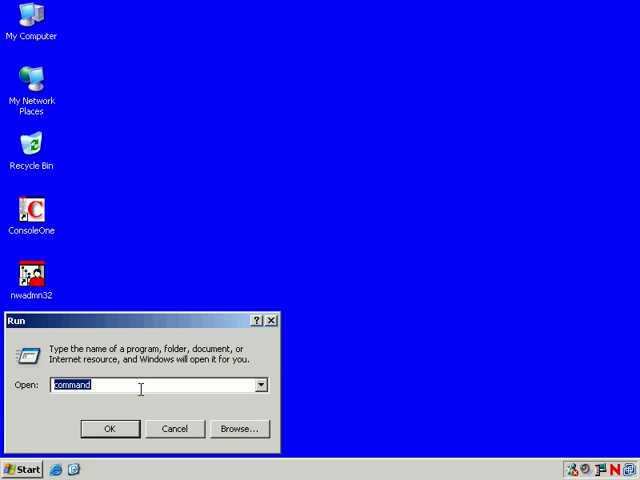 My Computer
My Network
Places
Recycle Bin
ConsoleOne
nwadmn32
Run
Type the name of a program, folder, document, or
Internet resource, and Windows will open it for you.
Open:
command
OK
Cancel
Browse...
Start